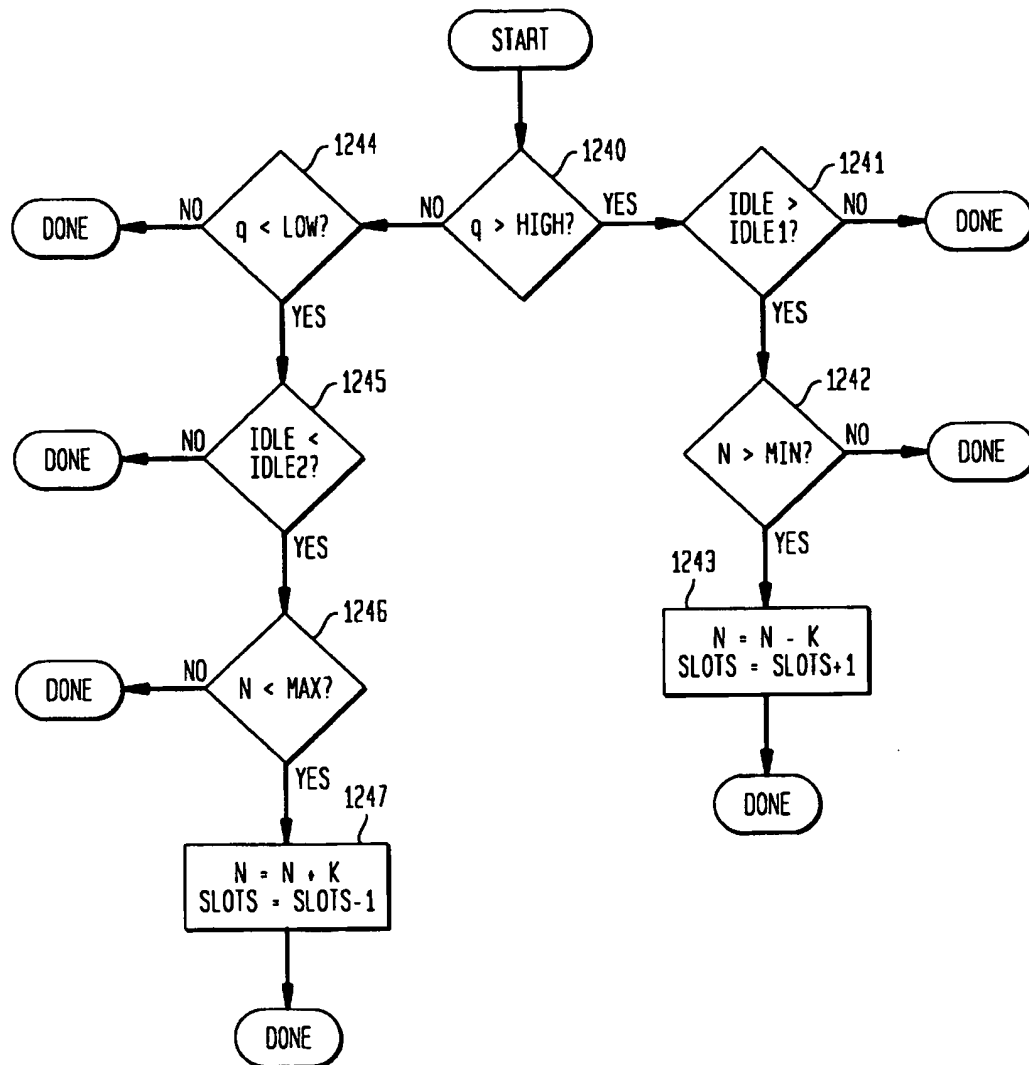 START
1244
1240
1241
DONE
NO
q < LOW?
NO
q > HIGH?
YES
IDLE >
IDLE1?
NO
DONE
YES
YES
1245
1242
DONE
NO
IDLE <
IDLE2?
N > MIN?
NO
DONE
YES
YES
1243
1246
N = N - K
SLOTS = SLOTS+1
DONE
NO
N < MAX?
YES
1247
DONE
N = N + K
SLOTS = SLOTS-1
DONE